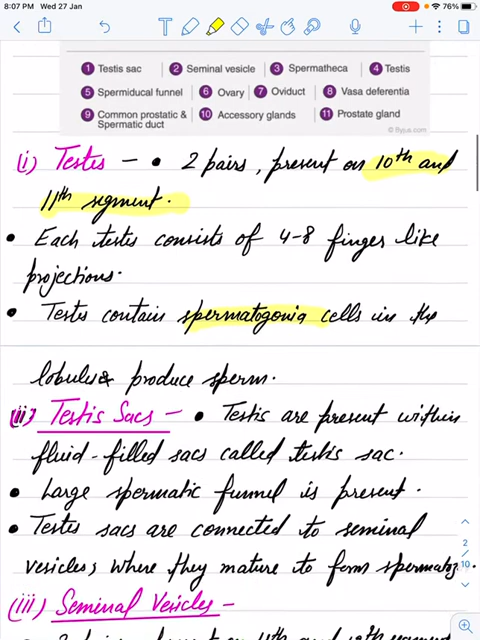 8:07 PM Wed 27 Jan
76%
1 Testis sac 2 Seminal vesicle 3 Spermatheca 4 Testis
5 Spermiducal funnel 6 Ovary 7 Oviduct 8 Vasa deferentia
9 Common prostatic & Spermatic duct 10 Accessory glands 11 Prostate gland
© Byjus.com
(i) Testes - • 2 pairs, present on 10th and
11th segment.
• Each testes consists of 4-8 finger like
projections.
• Testes contain spermatogonia cells in the
lobules & produce sperm.
(ii) Testis Sacs - • Testis are present within
fluid-filled sacs called testis sac.
• Large spermatic funnel is present.
• Testes sacs are connected to seminal
vesicles, where they mature to form spermatoz.
(iii) Seminal Vesicles -
2
10